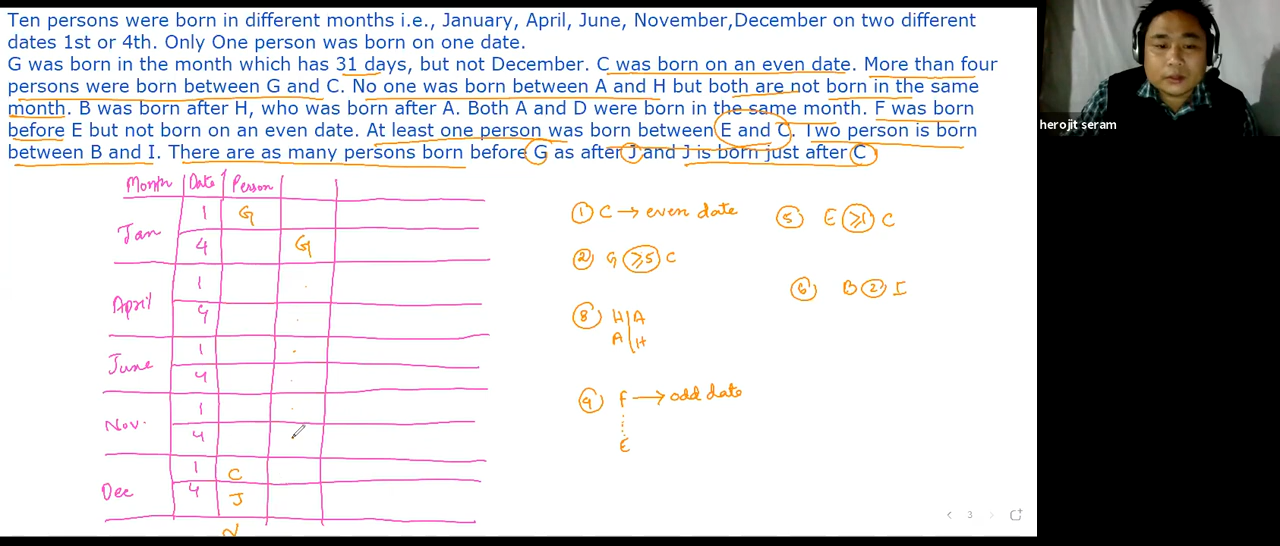 Ten persons were born in different months i.e., January, April, June, November,December on two different
dates 1st or 4th. Only One person was born on one date.
G was born in the month which has 31 days, but not December. C was born on an even date. More than four
persons were born between G and C. No one was born between A and H but both are not born in the same
month. B was born after H, who was born after A. Both A and D were born in the same month. F was born
before E but not born on an even date. At least one person was born between E and C. Two person is born
between B and I. There are as many persons born before G as after J and J is born just after C
herojit seram
Month Date Person
Jan 1 G
4 G
April 1
4
June 1
4
Nov. 1
4
Dec 1 C
4 J
① C → even date
② G ≥5 C
⑧ H|A
A|H
④ F → odd date
E
⑤ E ≥1 C
⑥ B 2 I
< 3 >